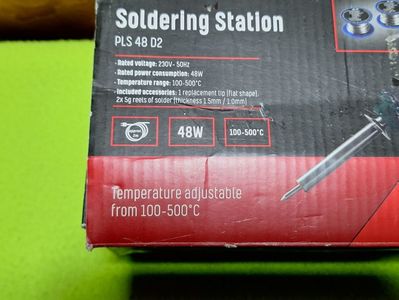 Soldering Station
PLS 48 D2
· Rated voltage: 230V~ 50Hz
· Rated power consumption: 48W
· Temperature range: 100-500°C
· Included accessories: 1 replacement tip (flat shape),
2x 5g reels of solder (thickness 1.5mm / 1.0mm)
48W
100-500°C
Temperature adjustable
from 100-500°C